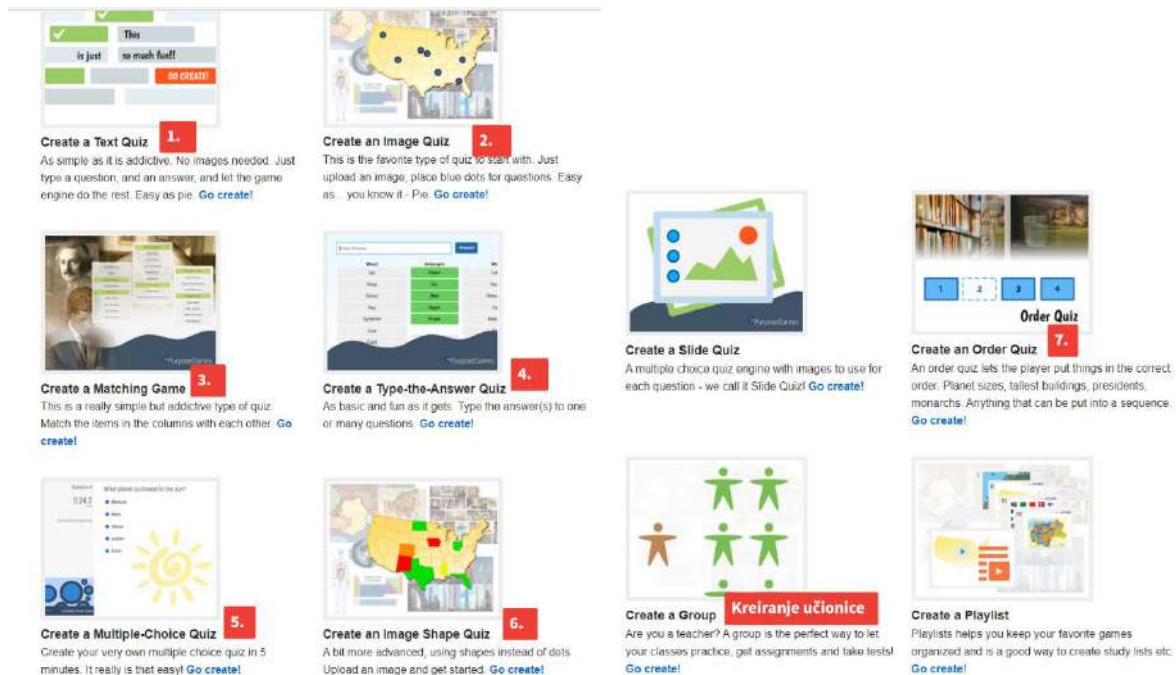 This
is just
so much fun!!
GO CREATE!
Create a Text Quiz
1.
As simple as it is addictive. No images needed. Just
type a question, and an answer, and let the game
engine do the rest. Easy as pie. Go create!
Create an Image Quiz
2.
This is the favorite type of quiz to start with. Just
upload an image, place blue dots for questions. Easy
as... you know it - Pie. Go create!
PurposeGames
Create a Matching Game
3.
This is a really simple but addictive type of quiz.
Match the items in the columns with each other. Go
create!
PurposeGames
Create a Type-the-Answer Quiz
4.
As basic and fun as it gets. Type the answer(s) to one
or many questions. Go create!
What planet is closest to the sun?
Create a Multiple-Choice Quiz
5.
Create your very own multiple choice quiz in 5
minutes. It really is that easy! Go create!
Create an Image Shape Quiz
6.
A bit more advanced, using shapes instead of dots.
Upload an image and get started. Go create!
PurposeGames
Create a Slide Quiz
A multiple choice quiz engine with images to use for
each question - we call it Slide Quiz! Go create!
1 2 3 4
Order Quiz
Create an Order Quiz
7.
An order quiz lets the player put things in the correct
order. Planet sizes, tallest buildings, presidents,
monarchs. Anything that can be put into a sequence.
Go create!
Create a Group
Kreiranje učionice
Are you a teacher? A group is the perfect way to let
your classes practice, get assignments and take tests!
Go create!
Create a Playlist
Playlists helps you keep your favorite games
organized and is a good way to create study lists etc.
Go create!